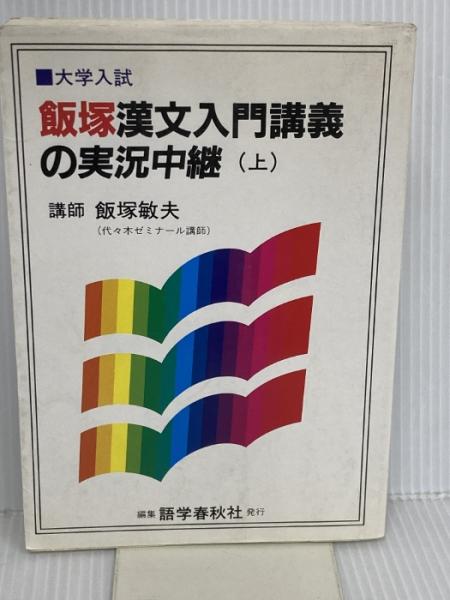 ■大学入試
飯塚漢文入門講義
の実況中継（上）
講師 飯塚敏夫
（代々木ゼミナール講師）
編集 語学春秋社 発行